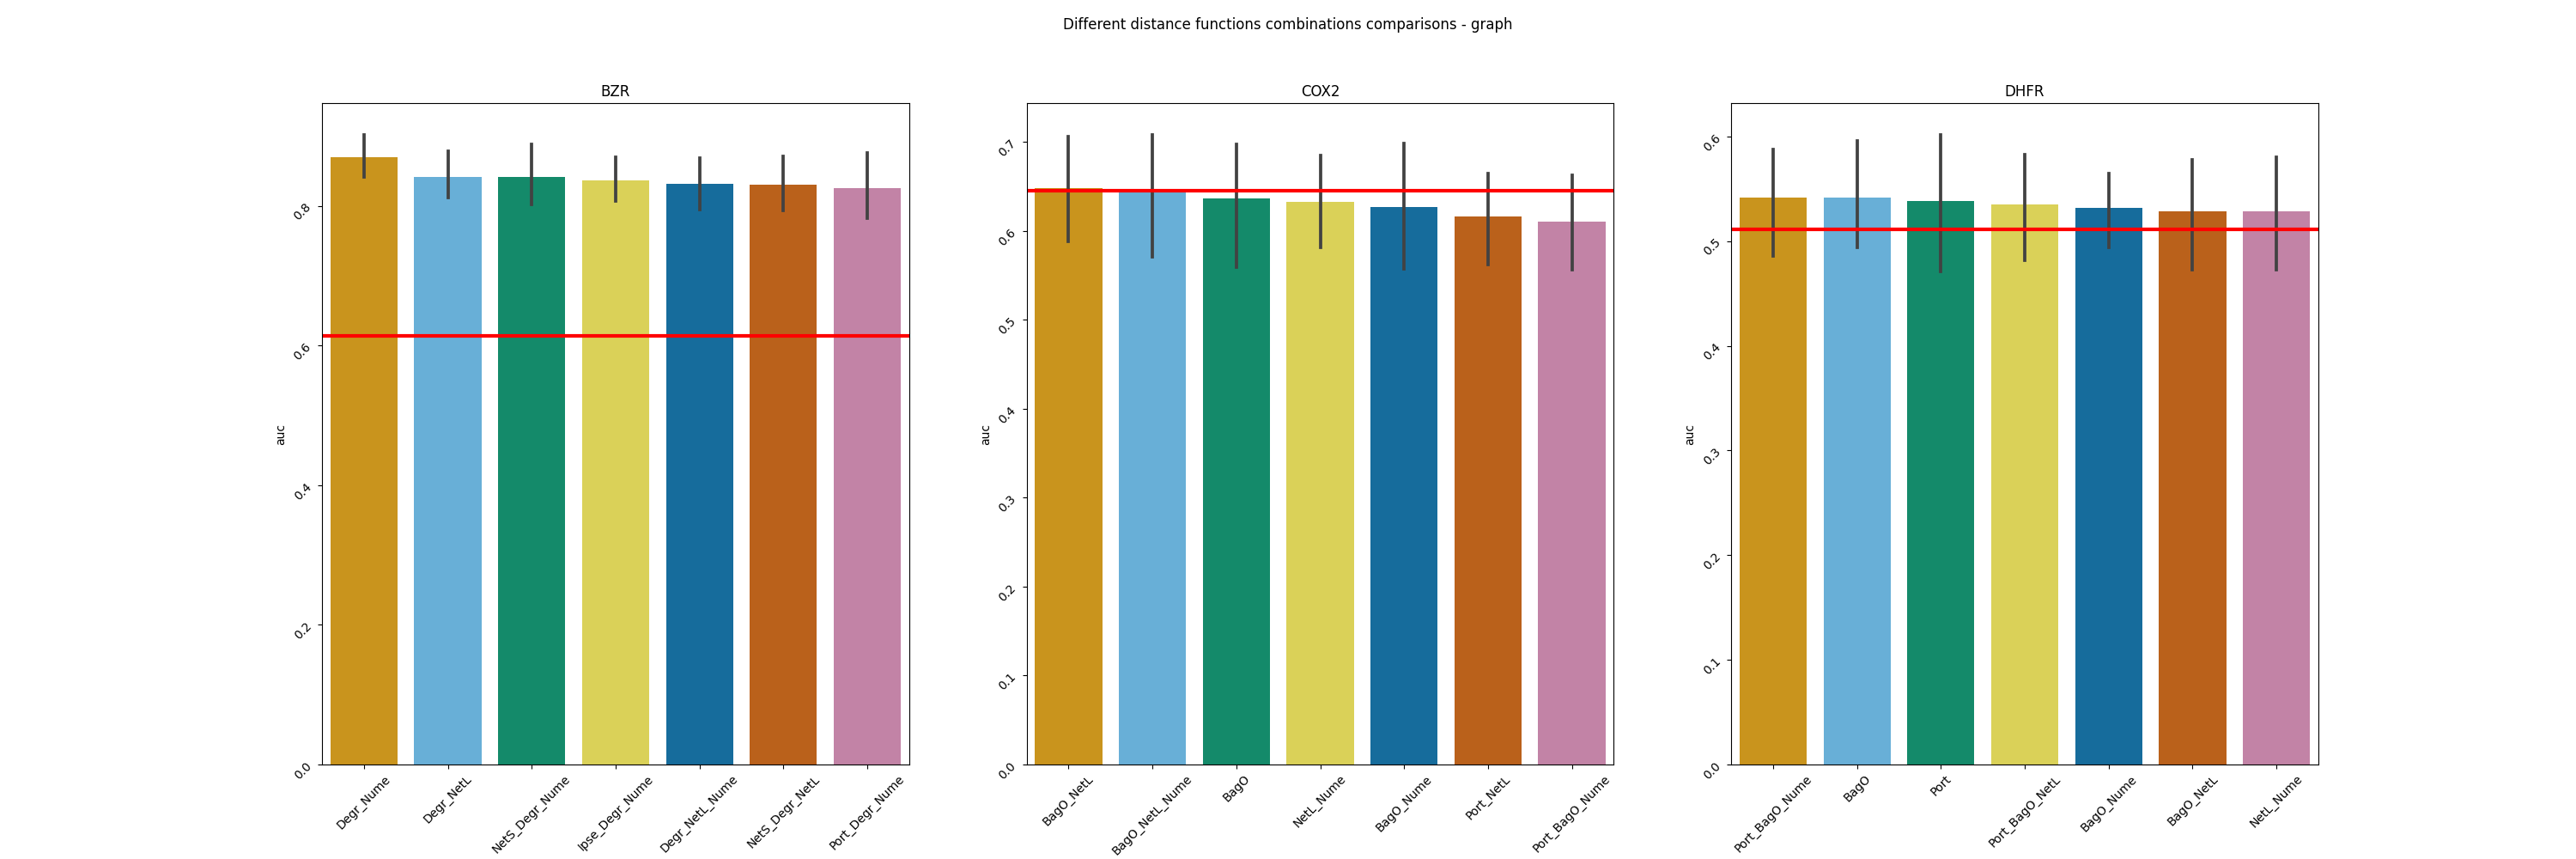 Different distance functions combinations comparisons - graph
BZR
auc
0.8
0.6
0.4
0.2
0.0
Degr_Nume
Degr_NetL
NetS_Degr_Nume
Ipse_Degr_Nume
Degr_NetL_Nume
NetS_Degr_NetL
Port_Degr_Nume
COX2
auc
0.7
0.6
0.5
0.4
0.3
0.2
0.1
0.0
BagO_NetL
BagO_NetL_Nume
BagO
NetL_Nume
BagO_Nume
Port_NetL
Port_BagO_Nume
DHFR
auc
0.6
0.5
0.4
0.3
0.2
0.1
0.0
Port_BagO_Nume
BagO
Port
Port_BagO_NetL
BagO_Nume
BagO_NetL
NetL_Nume